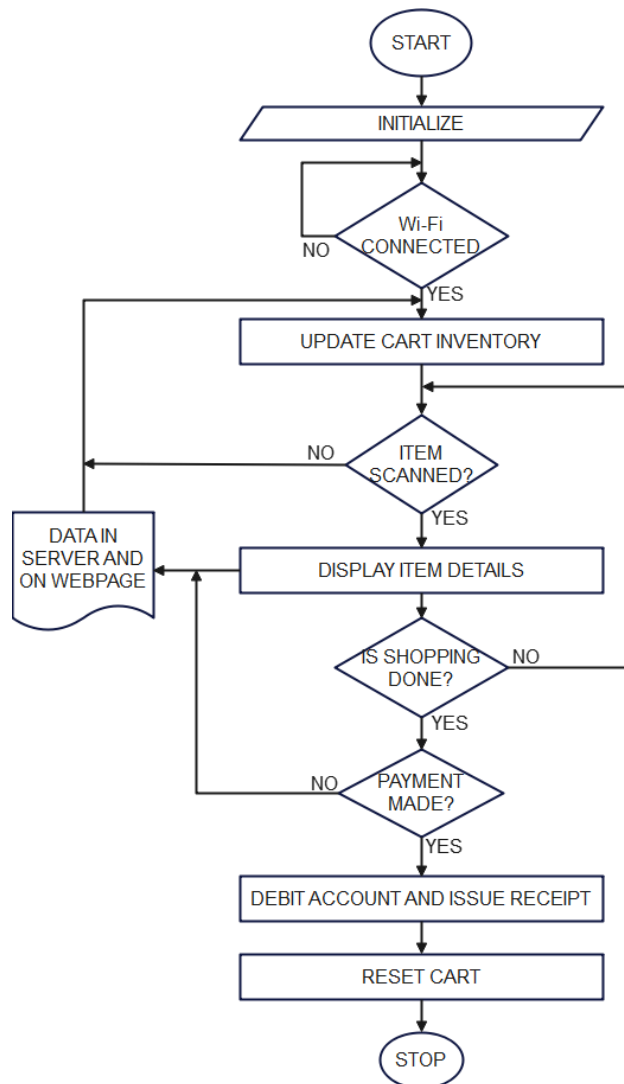 START
INITIALIZE
Wi-Fi
CONNECTED
NO
YES
UPDATE CART INVENTORY
NO
ITEM
SCANNED?
YES
DATA IN
SERVER AND
ON WEBPAGE
DISPLAY ITEM DETAILS
IS SHOPPING
DONE?
NO
YES
NO
PAYMENT
MADE?
YES
DEBIT ACCOUNT AND ISSUE RECEIPT
RESET CART
STOP